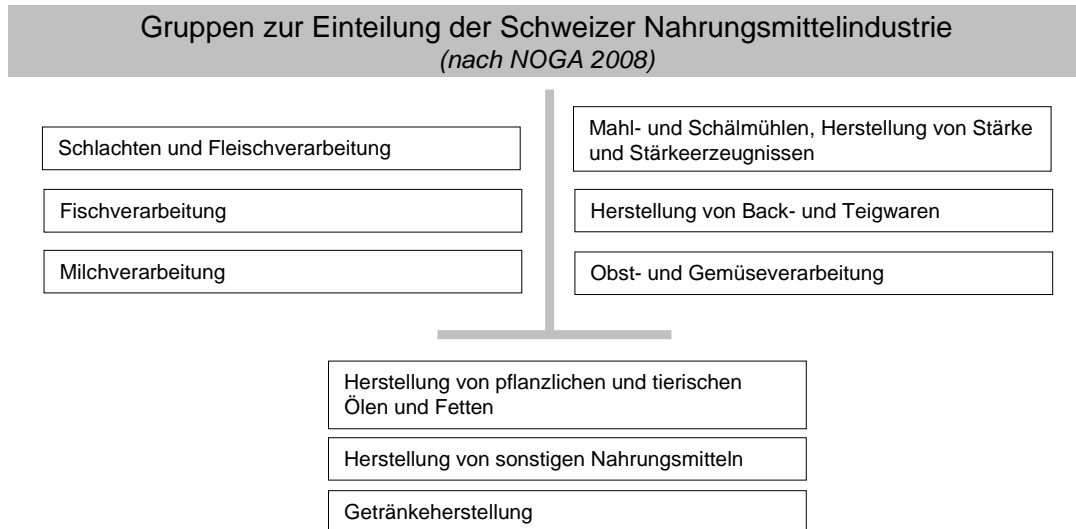 Gruppen zur Einteilung der Schweizer Nahrungsmittelindustrie
(nach NOGA 2008)
Schlachten und Fleischverarbeitung
Fischverarbeitung
Milchverarbeitung
Mahl- und Schälmühlen, Herstellung von Stärke
und Stärkeerzeugnissen
Herstellung von Back- und Teigwaren
Obst- und Gemüseverarbeitung
Herstellung von pflanzlichen und tierischen
Ölen und Fetten
Herstellung von sonstigen Nahrungsmitteln
Getränkeherstellung